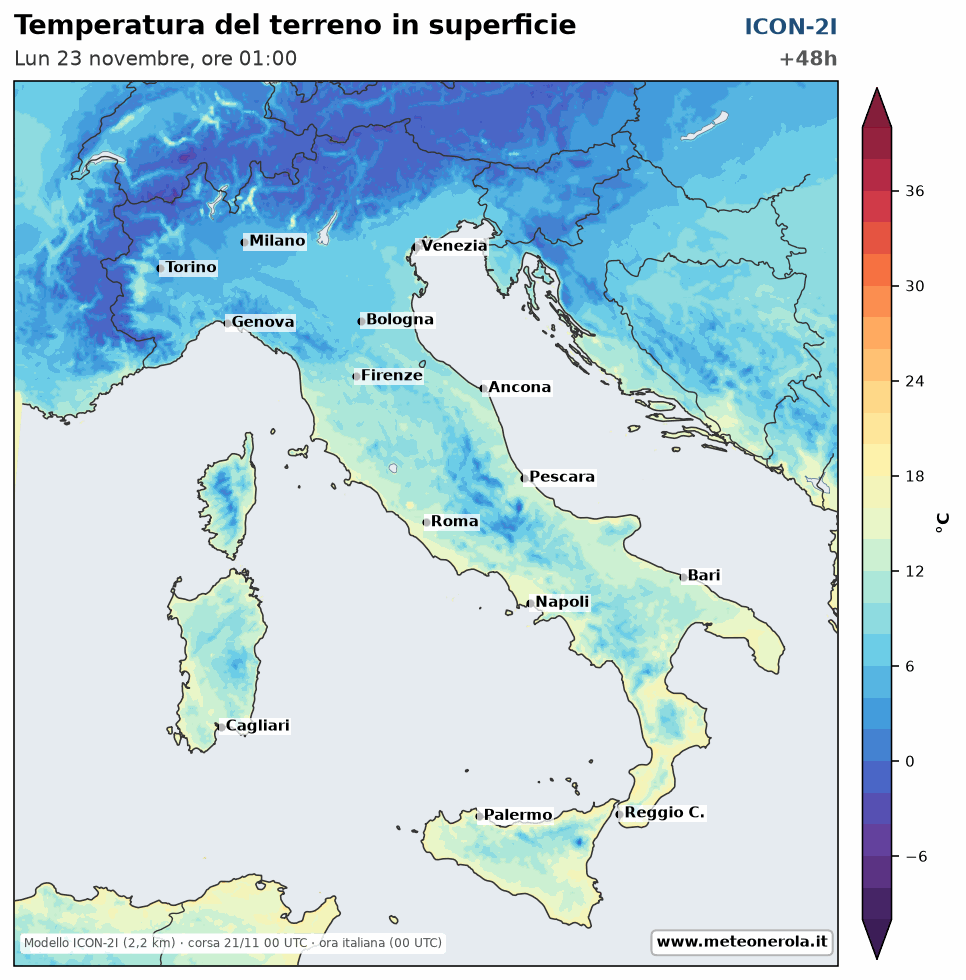 Temperatura del terreno in superficie
ICON-2I
Lun 23 novembre, ore 01:00
+48h
Milano
Venezia
Torino
Genova
Bologna
Firenze
Ancona
Pescara
Roma
Bari
Napoli
Cagliari
Palermo
Reggio C.
36
30
24
18
12
6
0
−6
°C
Modello ICON-2I (2,2 km) · corsa 21/11 00 UTC · ora italiana (00 UTC)
www.meteonerola.it